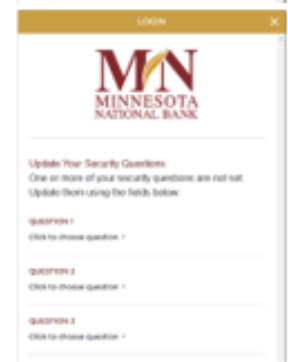 LOGIN
MN
MINNESOTA
NATIONAL BANK
Update Your Security Questions
One or more of your security questions are not set
Update them using the fields below
QUESTION 1
Click to choose question
QUESTION 2
Click to choose question
QUESTION 3
Click to choose question